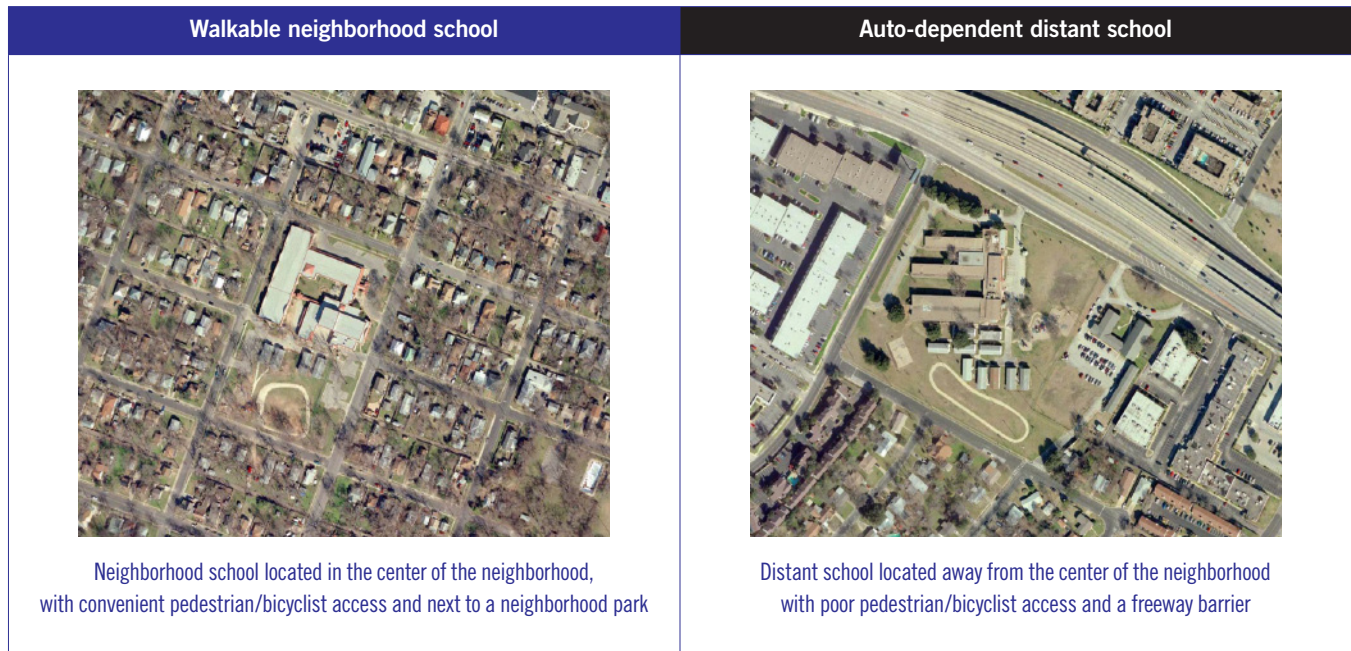 Walkable neighborhood school
Auto-dependent distant school
Neighborhood school located in the center of the neighborhood,
with convenient pedestrian/bicyclist access and next to a neighborhood park
Distant school located away from the center of the neighborhood
with poor pedestrian/bicyclist access and a freeway barrier